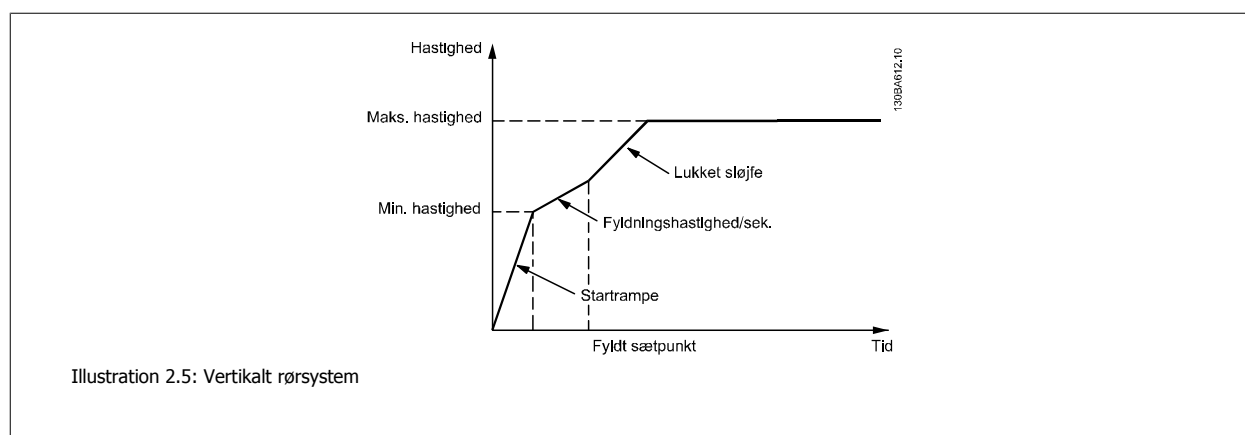 Hastighed
130BA612.10
Maks. hastighed
Lukket sløjfe
Min. hastighed
Fyldningshastighed/sek.
Startrampe
Fyldt sætpunkt
Tid
Illustration 2.5: Vertikalt rørsystem